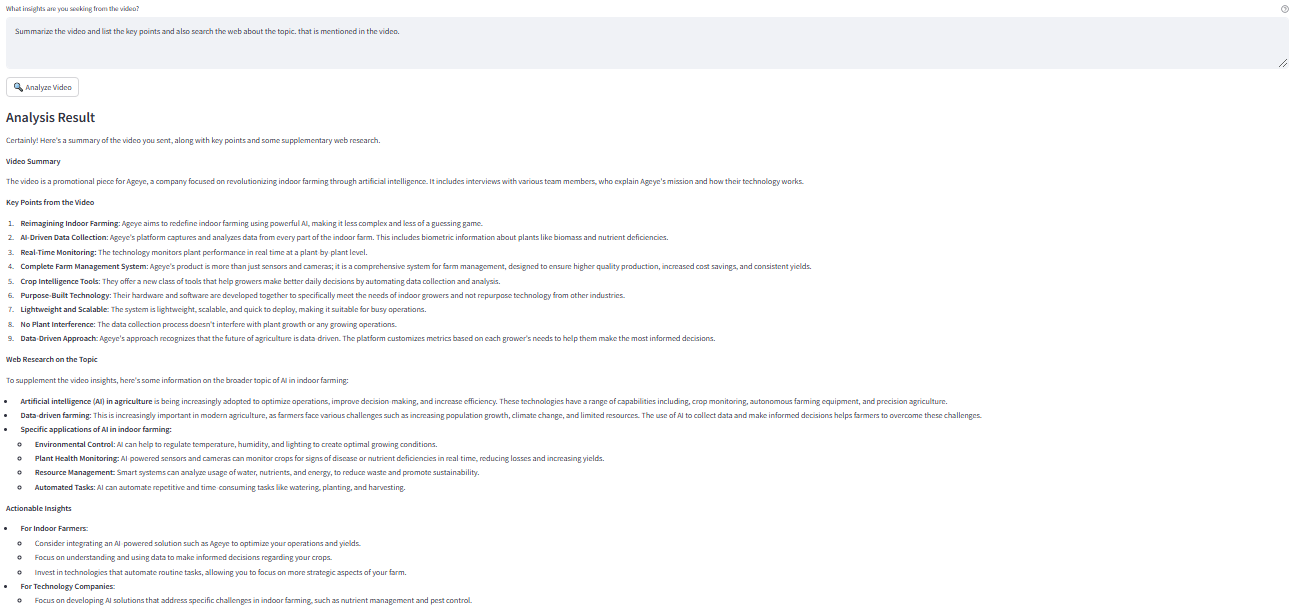 What insights are you seeking from the video?
Summarize the video and list the key points and also search the web about the topic. that is mentioned in the video.
🔍 Analyze Video
Analysis Result
Certainly! Here's a summary of the video you sent, along with key points and some supplementary web research.
Video Summary
The video is a promotional piece for Ageye, a company focused on revolutionizing indoor farming through artificial intelligence. It includes interviews with various team members, who explain Ageye's mission and how their technology works.
Key Points from the Video
1. Reimagining Indoor Farming: Ageye aims to redefine indoor farming using powerful AI, making it less complex and less of a guessing game.
2. AI-Driven Data Collection: Ageye's platform captures and analyzes data from every part of the indoor farm. This includes biometric information about plants like biomass and nutrient deficiencies.
3. Real-Time Monitoring: The technology monitors plant performance in real time at a plant-by-plant level.
4. Complete Farm Management System: Ageye's product is more than just sensors and cameras; it is a comprehensive system for farm management, designed to ensure higher quality production, increased cost savings, and consistent yields.
5. Crop Intelligence Tools: They offer a new class of tools that help growers make better daily decisions by automating data collection and analysis.
6. Purpose-Built Technology: Their hardware and software are developed together to specifically meet the needs of indoor growers and not repurpose technology from other industries.
7. Lightweight and Scalable: The system is lightweight, scalable, and quick to deploy, making it suitable for busy operations.
8. No Plant Interference: The data collection process doesn't interfere with plant growth or any growing operations.
9. Data-Driven Approach: Ageye's approach recognizes that the future of agriculture is data-driven. The platform customizes metrics based on each grower's needs to help them make the most informed decisions.
Web Research on the Topic
To supplement the video insights, here's some information on the broader topic of AI in indoor farming:
• Artificial intelligence (AI) in agriculture is being increasingly adopted to optimize operations, improve decision-making, and increase efficiency. These technologies have a range of capabilities including, crop monitoring, autonomous farming equipment, and precision agriculture.
• Data-driven farming: This is increasingly important in modern agriculture, as farmers face various challenges such as increasing population growth, climate change, and limited resources. The use of AI to collect data and make informed decisions helps farmers to overcome these challenges.
• Specific applications of AI in indoor farming:
○ Environmental Control: AI can help to regulate temperature, humidity, and lighting to create optimal growing conditions.
○ Plant Health Monitoring: AI-powered sensors and cameras can monitor crops for signs of disease or nutrient deficiencies in real-time, reducing losses and increasing yields.
○ Resource Management: Smart systems can analyze usage of water, nutrients, and energy, to reduce waste and promote sustainability.
○ Automated Tasks: AI can automate repetitive and time-consuming tasks like watering, planting, and harvesting.
Actionable Insights
• For Indoor Farmers:
○ Consider integrating an AI-powered solution such as Ageye to optimize your operations and yields.
○ Focus on understanding and using data to make informed decisions regarding your crops.
○ Invest in technologies that automate routine tasks, allowing you to focus on more strategic aspects of your farm.
• For Technology Companies:
○ Focus on developing AI solutions that address specific challenges in indoor farming, such as nutrient management and pest control.